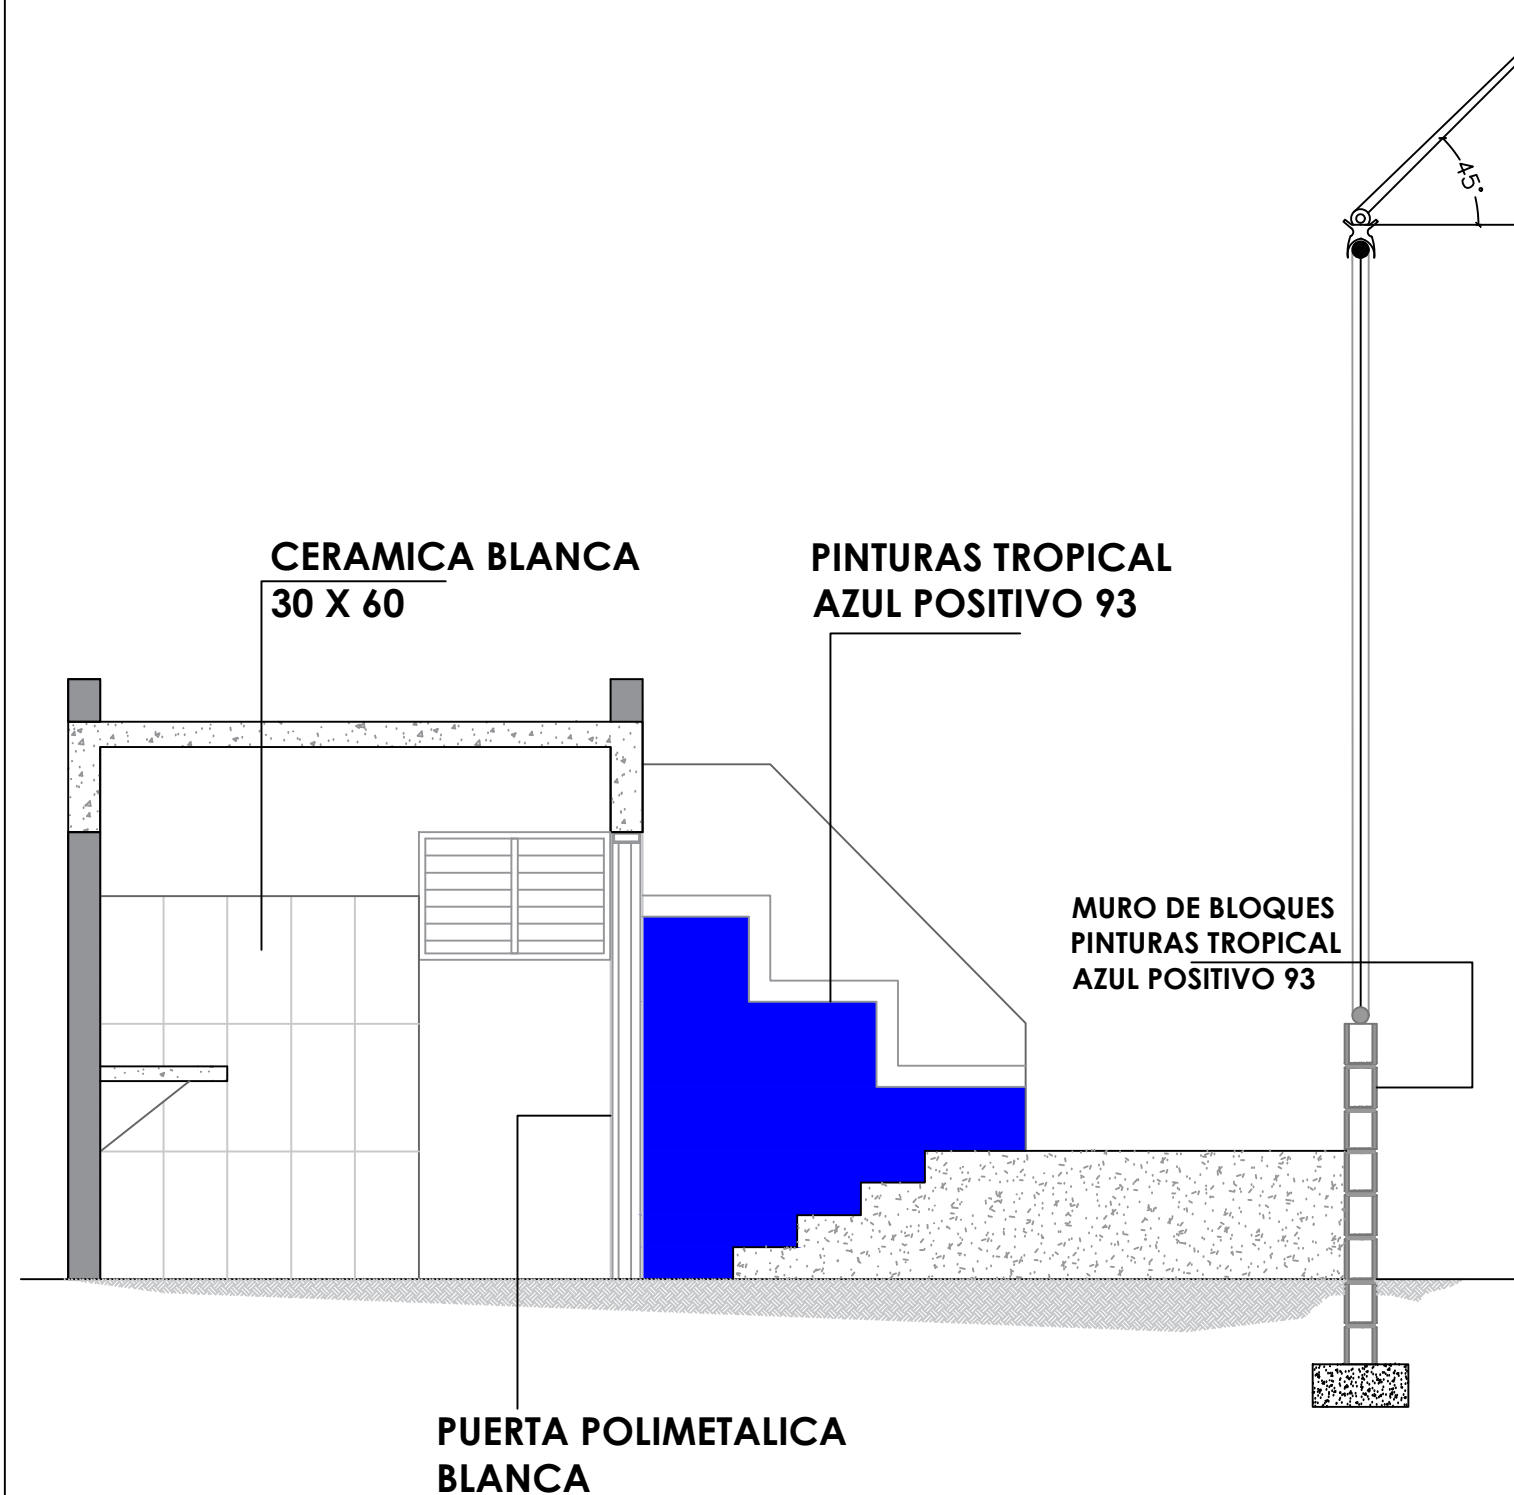 45°
CERAMICA BLANCA
30 X 60
PINTURAS TROPICAL
AZUL POSITIVO 93
MURO DE BLOQUES
PINTURAS TROPICAL
AZUL POSITIVO 93
PUERTA POLIMETALICA
BLANCA